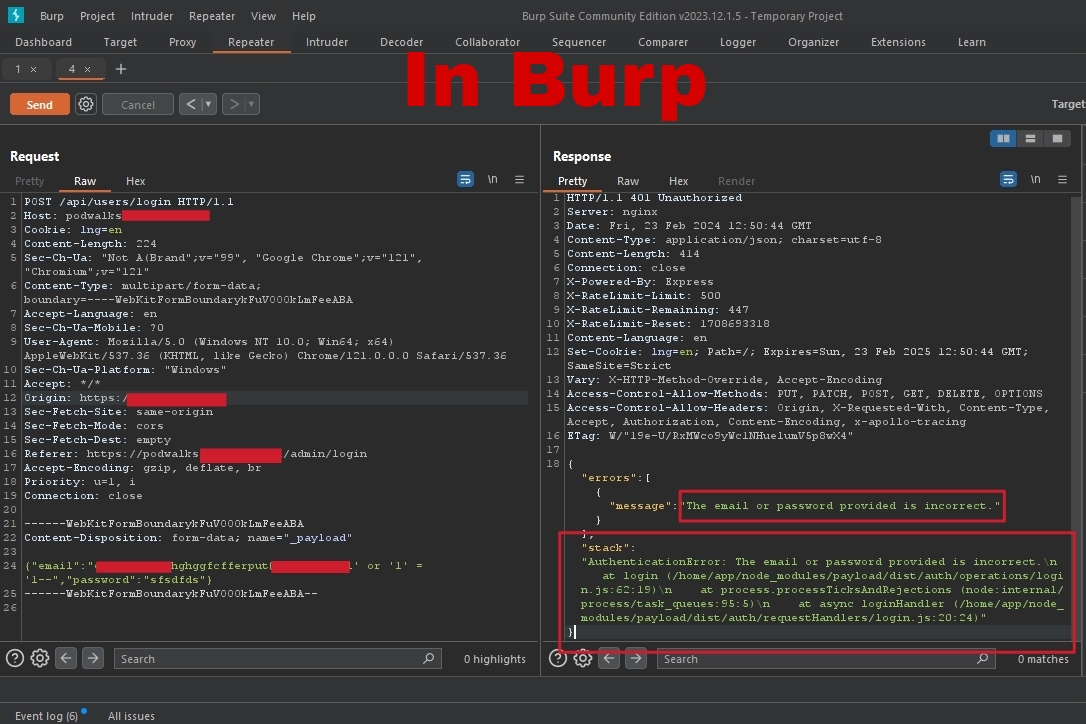 Burp Project Intruder Repeater View Help Burp Suite Community Edition v2023.12.1.5 - Temporary Project
Dashboard Target Proxy Repeater Intruder Decoder Collaborator Sequencer Comparer Logger Organizer Extensions Learn
In Burp
1 × 4 × +
Send Cancel < > Target
Request
Pretty Raw Hex \n
1 POST /api/users/login HTTP/1.1
2 Host: podwalks
3 Cookie: lng=en
4 Content-Length: 224
5 Sec-Ch-Ua: "Not A(Brand";v="99", "Google Chrome";v="121",
"Chromium";v="121"
6 Content-Type: multipart/form-data;
boundary=----WebKitFormBoundarykFuV000kLmFeeABA
7 Accept-Language: en
8 Sec-Ch-Ua-Mobile: ?0
9 User-Agent: Mozilla/5.0 (Windows NT 10.0; Win64; x64)
AppleWebKit/537.36 (KHTML, like Gecko) Chrome/121.0.0.0 Safari/537.36
10 Sec-Ch-Ua-Platform: "Windows"
11 Accept: */*
12 Origin: https:/
13 Sec-Fetch-Site: same-origin
14 Sec-Fetch-Mode: cors
15 Sec-Fetch-Dest: empty
16 Referer: https://podwalks /admin/login
17 Accept-Encoding: gzip, deflate, br
18 Priority: u=1, i
19 Connection: close
20
21 ------WebKitFormBoundarykFuV000kLmFeeABA
22 Content-Disposition: form-data; name="_payload"
23
24 {"email":" hghggfcfferput l' or '1' =
'1--","password":"sfsdfds"}
25 ------WebKitFormBoundarykFuV000kLmFeeABA--
26
Search 0 highlights
Response
Pretty Raw Hex Render \n
1 HTTP/1.1 401 Unauthorized
2 Server: nginx
3 Date: Fri, 23 Feb 2024 12:50:44 GMT
4 Content-Type: application/json; charset=utf-8
5 Content-Length: 414
6 Connection: close
7 X-Powered-By: Express
8 X-RateLimit-Limit: 500
9 X-RateLimit-Remaining: 447
10 X-RateLimit-Reset: 1708693318
11 Content-Language: en
12 Set-Cookie: lng=en; Path=/; Expires=Sun, 23 Feb 2025 12:50:44 GMT;
SameSite=Strict
13 Vary: X-HTTP-Method-Override, Accept-Encoding
14 Access-Control-Allow-Methods: PUT, PATCH, POST, GET, DELETE, OPTIONS
15 Access-Control-Allow-Headers: Origin, X-Requested-With, Content-Type,
Accept, Authorization, Content-Encoding, x-apollo-tracing
16 ETag: W/"19e-U/RxMWco9yWclNHuelumV5p8wX4"
17
18 {
"errors":[
{
"message":"The email or password provided is incorrect."
}
],
"stack":
"AuthenticationError: The email or password provided is incorrect.\n
at login (/home/app/node_modules/payload/dist/auth/operations/logi
n.js:62:19)\n at process.processTicksAndRejections (node:internal/
process/task_queues:95:5)\n at async loginHandler (/home/app/node_
modules/payload/dist/auth/requestHandlers/login.js:20:24)"
}
Search 0 matches
Event log (6) All issues